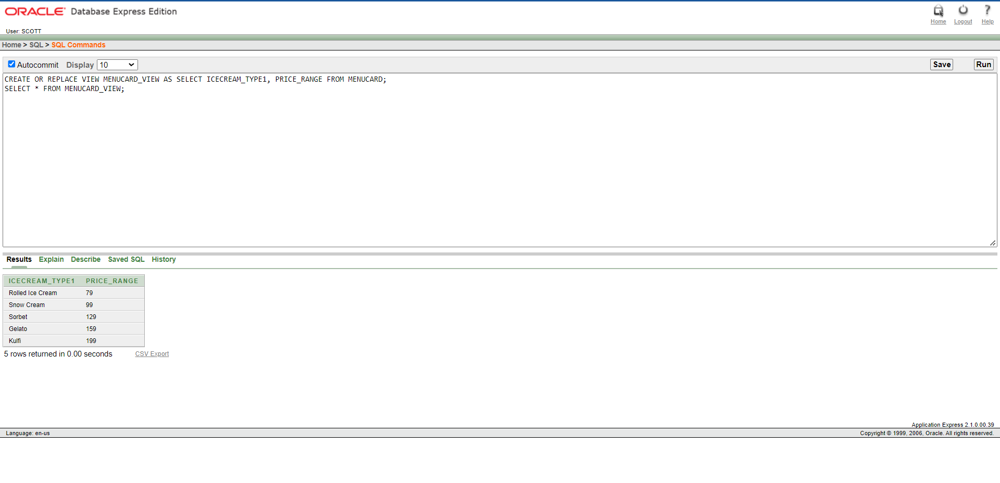 ORACLE Database Express Edition
Home Logout Help
User: SCOTT
Home > SQL > SQL Commands
Autocommit Display 10 Save Run
CREATE OR REPLACE VIEW MENUCARD_VIEW AS SELECT ICECREAM_TYPE1, PRICE_RANGE FROM MENUCARD;
SELECT * FROM MENUCARD_VIEW;
Results Explain Describe Saved SQL History
ICECREAM_TYPE1 PRICE_RANGE
Rolled Ice Cream 79
Snow Cream 99
Sorbet 129
Gelato 159
Kulfi 199
5 rows returned in 0.00 seconds CSV Export
Application Express 2.1.0.00.39
Language: en-us Copyright © 1999, 2006, Oracle. All rights reserved.